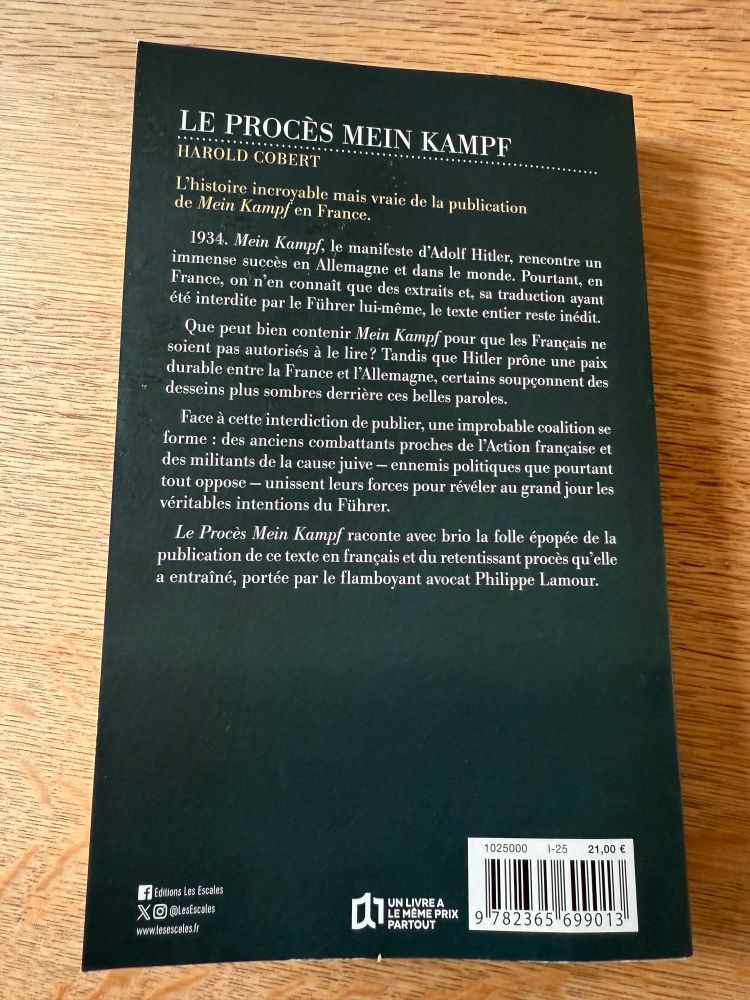 LE PROCÈS MEIN KAMPF
HAROLD COBERT
L'histoire incroyable mais vraie de la publication
de Mein Kampf en France.
1934. Mein Kampf, le manifeste d'Adolf Hitler, rencontre un
immense succès en Allemagne et dans le monde. Pourtant, en
France, on n'en connaît que des extraits et, sa traduction ayant
été interdite par le Führer lui-même, le texte entier reste inédit.
Que peut bien contenir Mein Kampf pour que les Français ne
soient pas autorisés à le lire ? Tandis que Hitler prône une paix
durable entre la France et l'Allemagne, certains soupçonnent des
desseins plus sombres derrière ces belles paroles.
Face à cette interdiction de publier, une improbable coalition se
forme : des anciens combattants proches de l'Action française et
des militants de la cause juive – ennemis politiques que pourtant
tout oppose – unissent leurs forces pour révéler au grand jour les
véritables intentions du Führer.
Le Procès Mein Kampf raconte avec brio la folle épopée de la
publication de ce texte en français et du retentissant procès qu'elle
a entraîné, portée par le flamboyant avocat Philippe Lamour.
Editions Les Escales
@LesEscales
www.lesescales.fr
UN LIVRE A
LE MÊME PRIX
PARTOUT
1025000 I-25 21,00 €
9 782365 699013